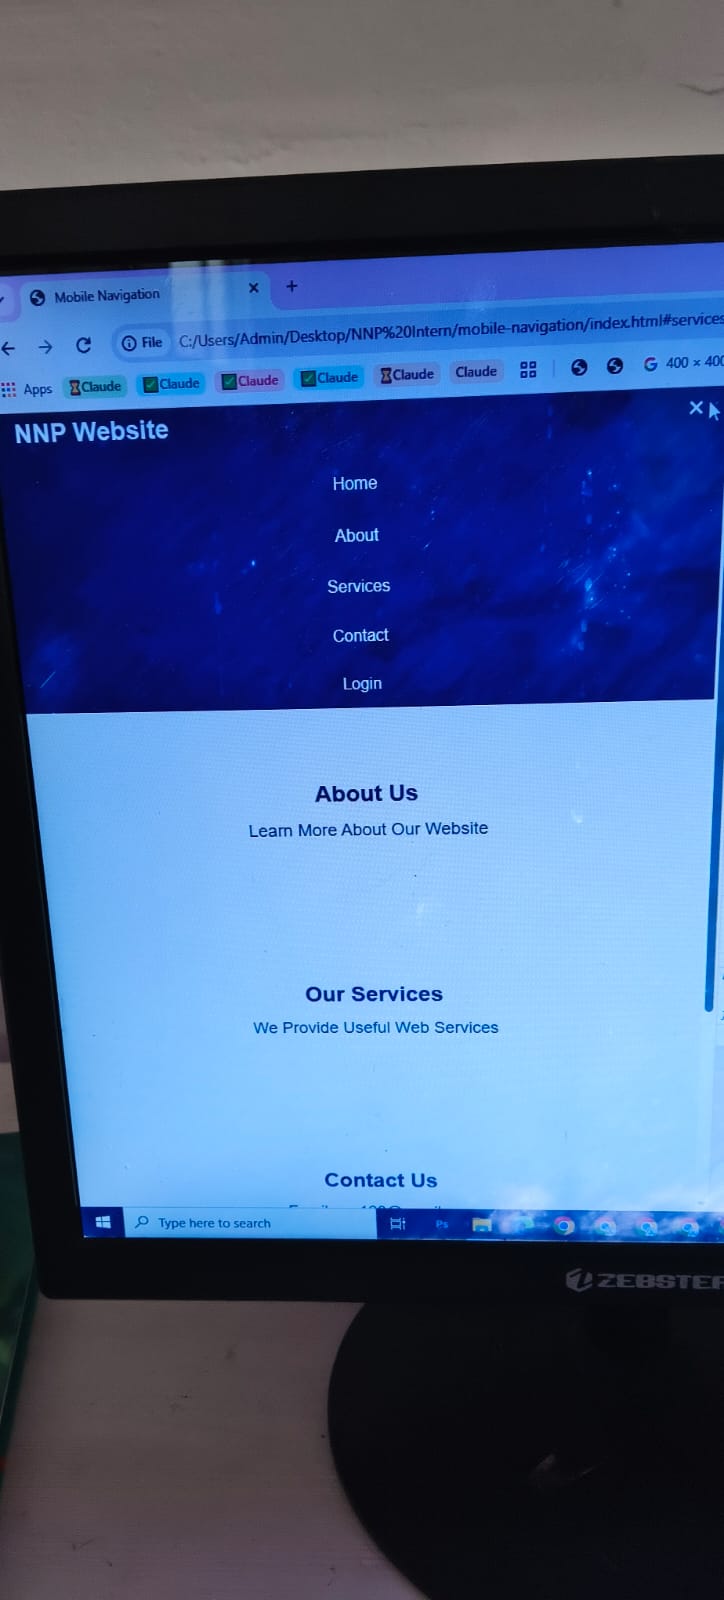 Mobile Navigation
File C:/Users/Admin/Desktop/NNP%20Intern/mobile-navigation/index.html#services
Apps Claude Claude Claude Claude Claude Claude 400 ×
NNP Website
Home
About
Services
Contact
Login
About Us
Learn More About Our Website
Our Services
We Provide Useful Web Services
Contact Us
Type here to search Ps